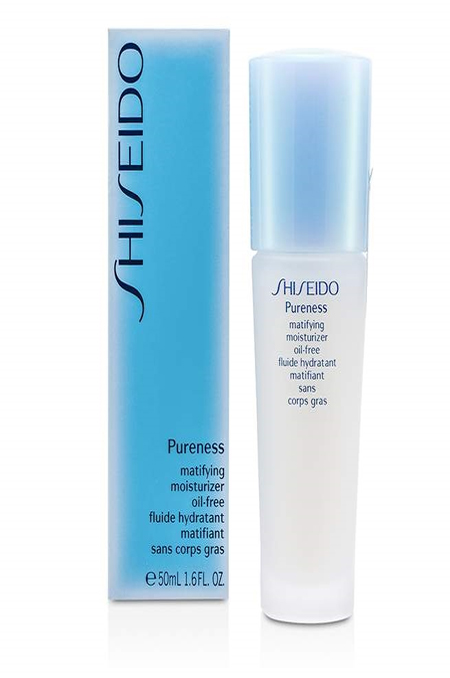 SHISEIDO
Pureness
matifying
moisturizer
oil-free
fluide hydratant
matifiant
sans corps gras
℮50mL 1.6FL. OZ.
SHISEIDO
Pureness
matifying
moisturizer
oil-free
fluide hydratant
matifiant
sans
corps gras